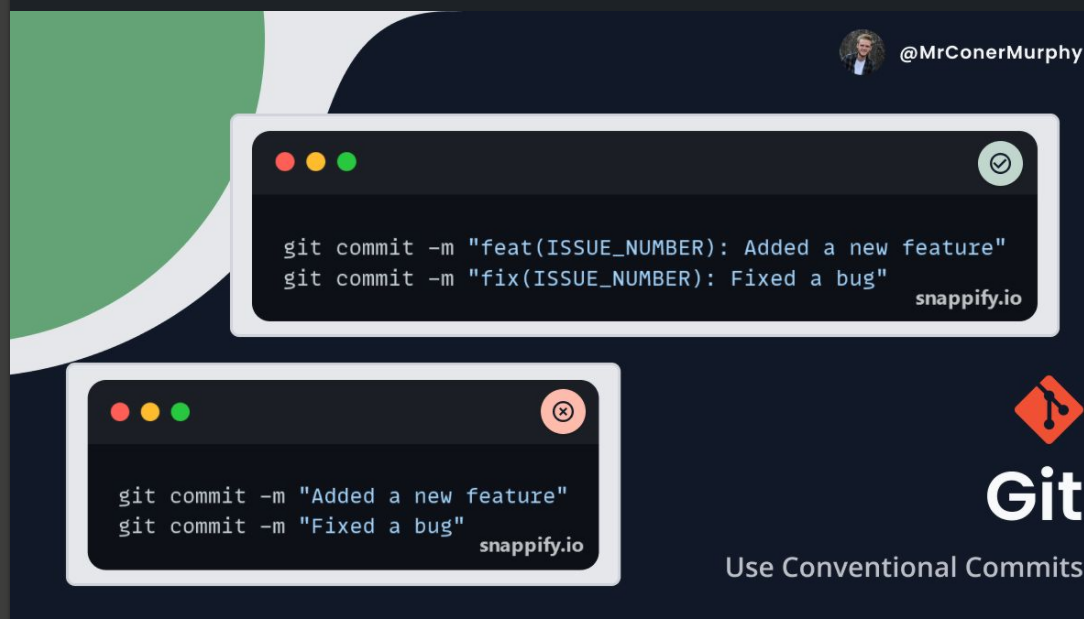 @MrConerMurphy
git commit -m "feat(ISSUE_NUMBER): Added a new feature"
git commit -m "fix(ISSUE_NUMBER): Fixed a bug"
snappify.io
git commit -m "Added a new feature"
git commit -m "Fixed a bug"
snappify.io
Git
Use Conventional Commits